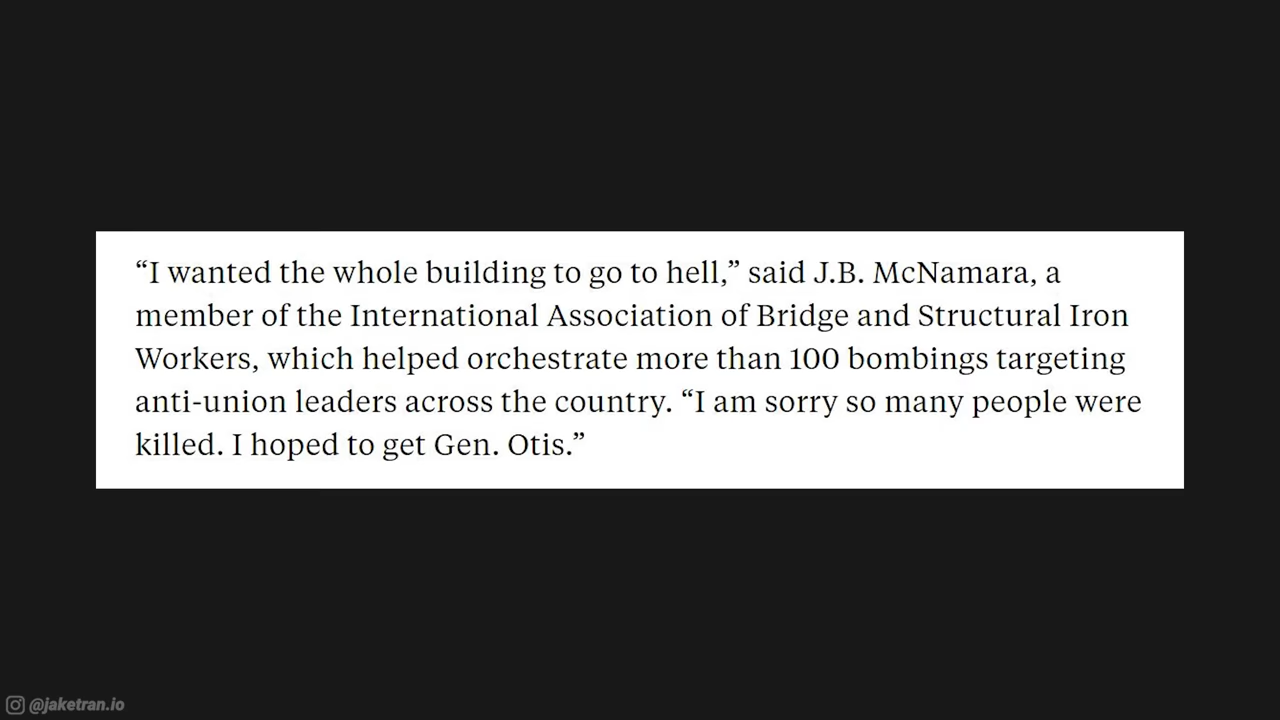 “I wanted the whole building to go to hell,” said J.B. McNamara, a
member of the International Association of Bridge and Structural Iron
Workers, which helped orchestrate more than 100 bombings targeting
anti-union leaders across the country. “I am sorry so many people were
killed. I hoped to get Gen. Otis.”
@jaketran.io